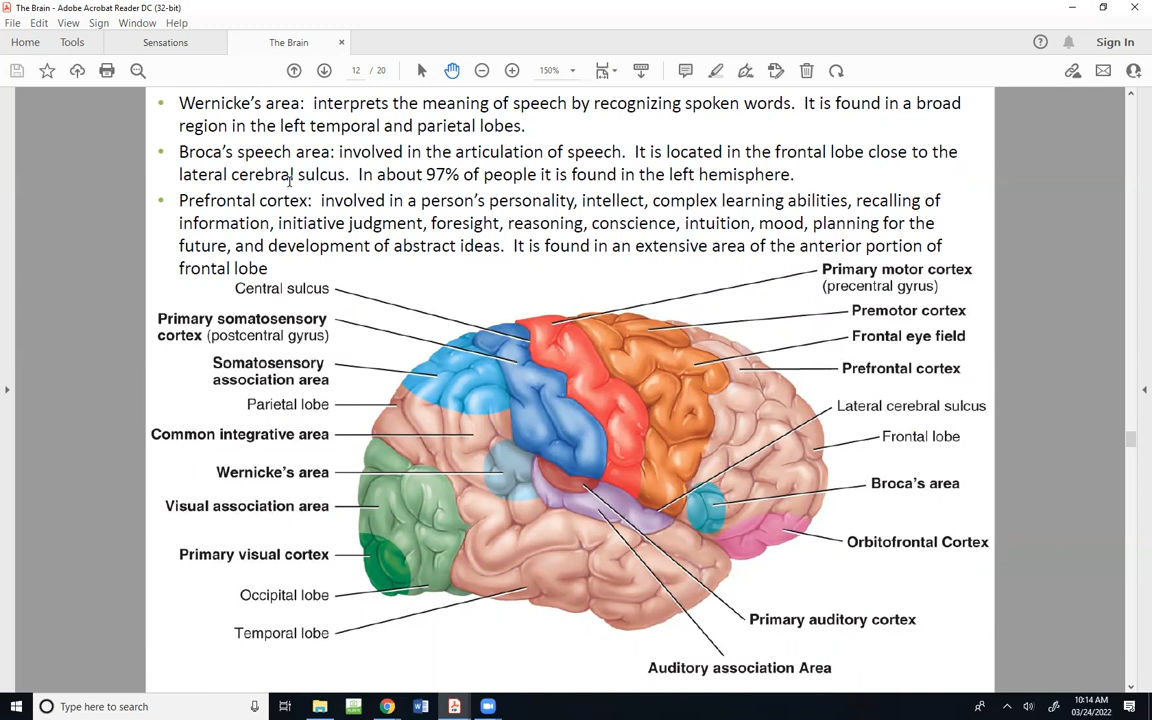 The Brain - Adobe Acrobat Reader DC (32-bit)
File Edit View Sign Window Help
Home Tools Sensations The Brain × Sign In
12 / 20 150%
• Wernicke's area: interprets the meaning of speech by recognizing spoken words. It is found in a broad
region in the left temporal and parietal lobes.
• Broca's speech area: involved in the articulation of speech. It is located in the frontal lobe close to the
lateral cerebral sulcus. In about 97% of people it is found in the left hemisphere.
• Prefrontal cortex: involved in a person's personality, intellect, complex learning abilities, recalling of
information, initiative judgment, foresight, reasoning, conscience, intuition, mood, planning for the
future, and development of abstract ideas. It is found in an extensive area of the anterior portion of
frontal lobe
Central sulcus
Primary somatosensory
cortex (postcentral gyrus)
Somatosensory
association area
Parietal lobe
Common integrative area
Wernicke's area
Visual association area
Primary visual cortex
Occipital lobe
Temporal lobe
Primary motor cortex
(precentral gyrus)
Premotor cortex
Frontal eye field
Prefrontal cortex
Lateral cerebral sulcus
Frontal lobe
Broca's area
Orbitofrontal Cortex
Primary auditory cortex
Auditory association Area
Type here to search
10:14 AM
03/24/2022